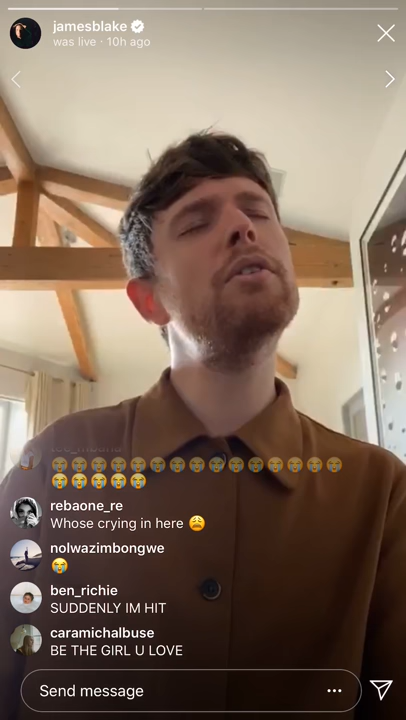 jamesblake
was live · 10h ago
😭😭😭😭😭😭😭😭😭😭😭😭😭😭😭
😭😭😭😭😭
rebaone_re
Whose crying in here 😩
nolwazimbongwe
😭
ben_richie
SUDDENLY IM HIT
caramichalbuse
BE THE GIRL U LOVE
Send message